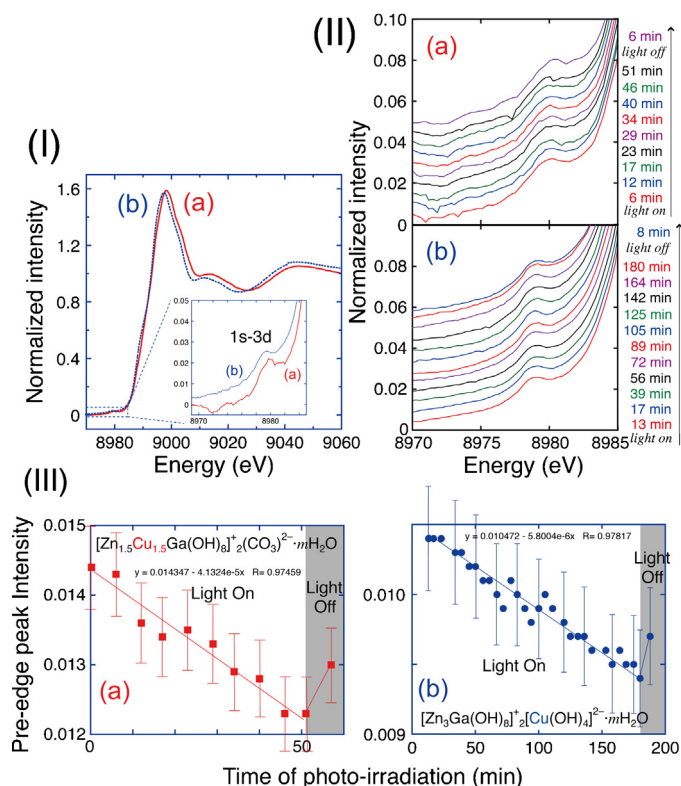 (I)
Normalized intensity
1.6
1.2
0.8
0.4
0
(b)
(a)
0.05
0.04
0.03
0.02
0.01
0
1s-3d
(b)
(a)
8970
8980
8980
9000
9020
9040
9060
Energy (eV)
(II)
Normalized intensity
0.10
0.08
0.06
0.04
0.02
0
(a)
6 min
light off
51 min
46 min
40 min
34 min
29 min
23 min
17 min
12 min
6 min
light on
0.08
0.06
0.04
0.02
0
(b)
8 min
light off
180 min
164 min
142 min
125 min
105 min
89 min
72 min
56 min
39 min
17 min
13 min
light on
8970
8975
8980
8985
Energy (eV)
(III)
Pre-edge peak Intensity
0.015
0.014
0.013
0.012
[Zn1.5Cu1.5Ga(OH)8]+2(CO3)2-·mH2O
y = 0.014347 - 4.1324e-5x R= 0.97459
Light On
Light
Off
(a)
0
50
0.010
0.009
y = 0.010472 - 5.8004e-6x R= 0.97817
Light
Off
Light On
(b)
[Zn3Ga(OH)8]+2[Cu(OH)4]2-·mH2O
0
50
100
150
200
Time of photo-irradiation (min)